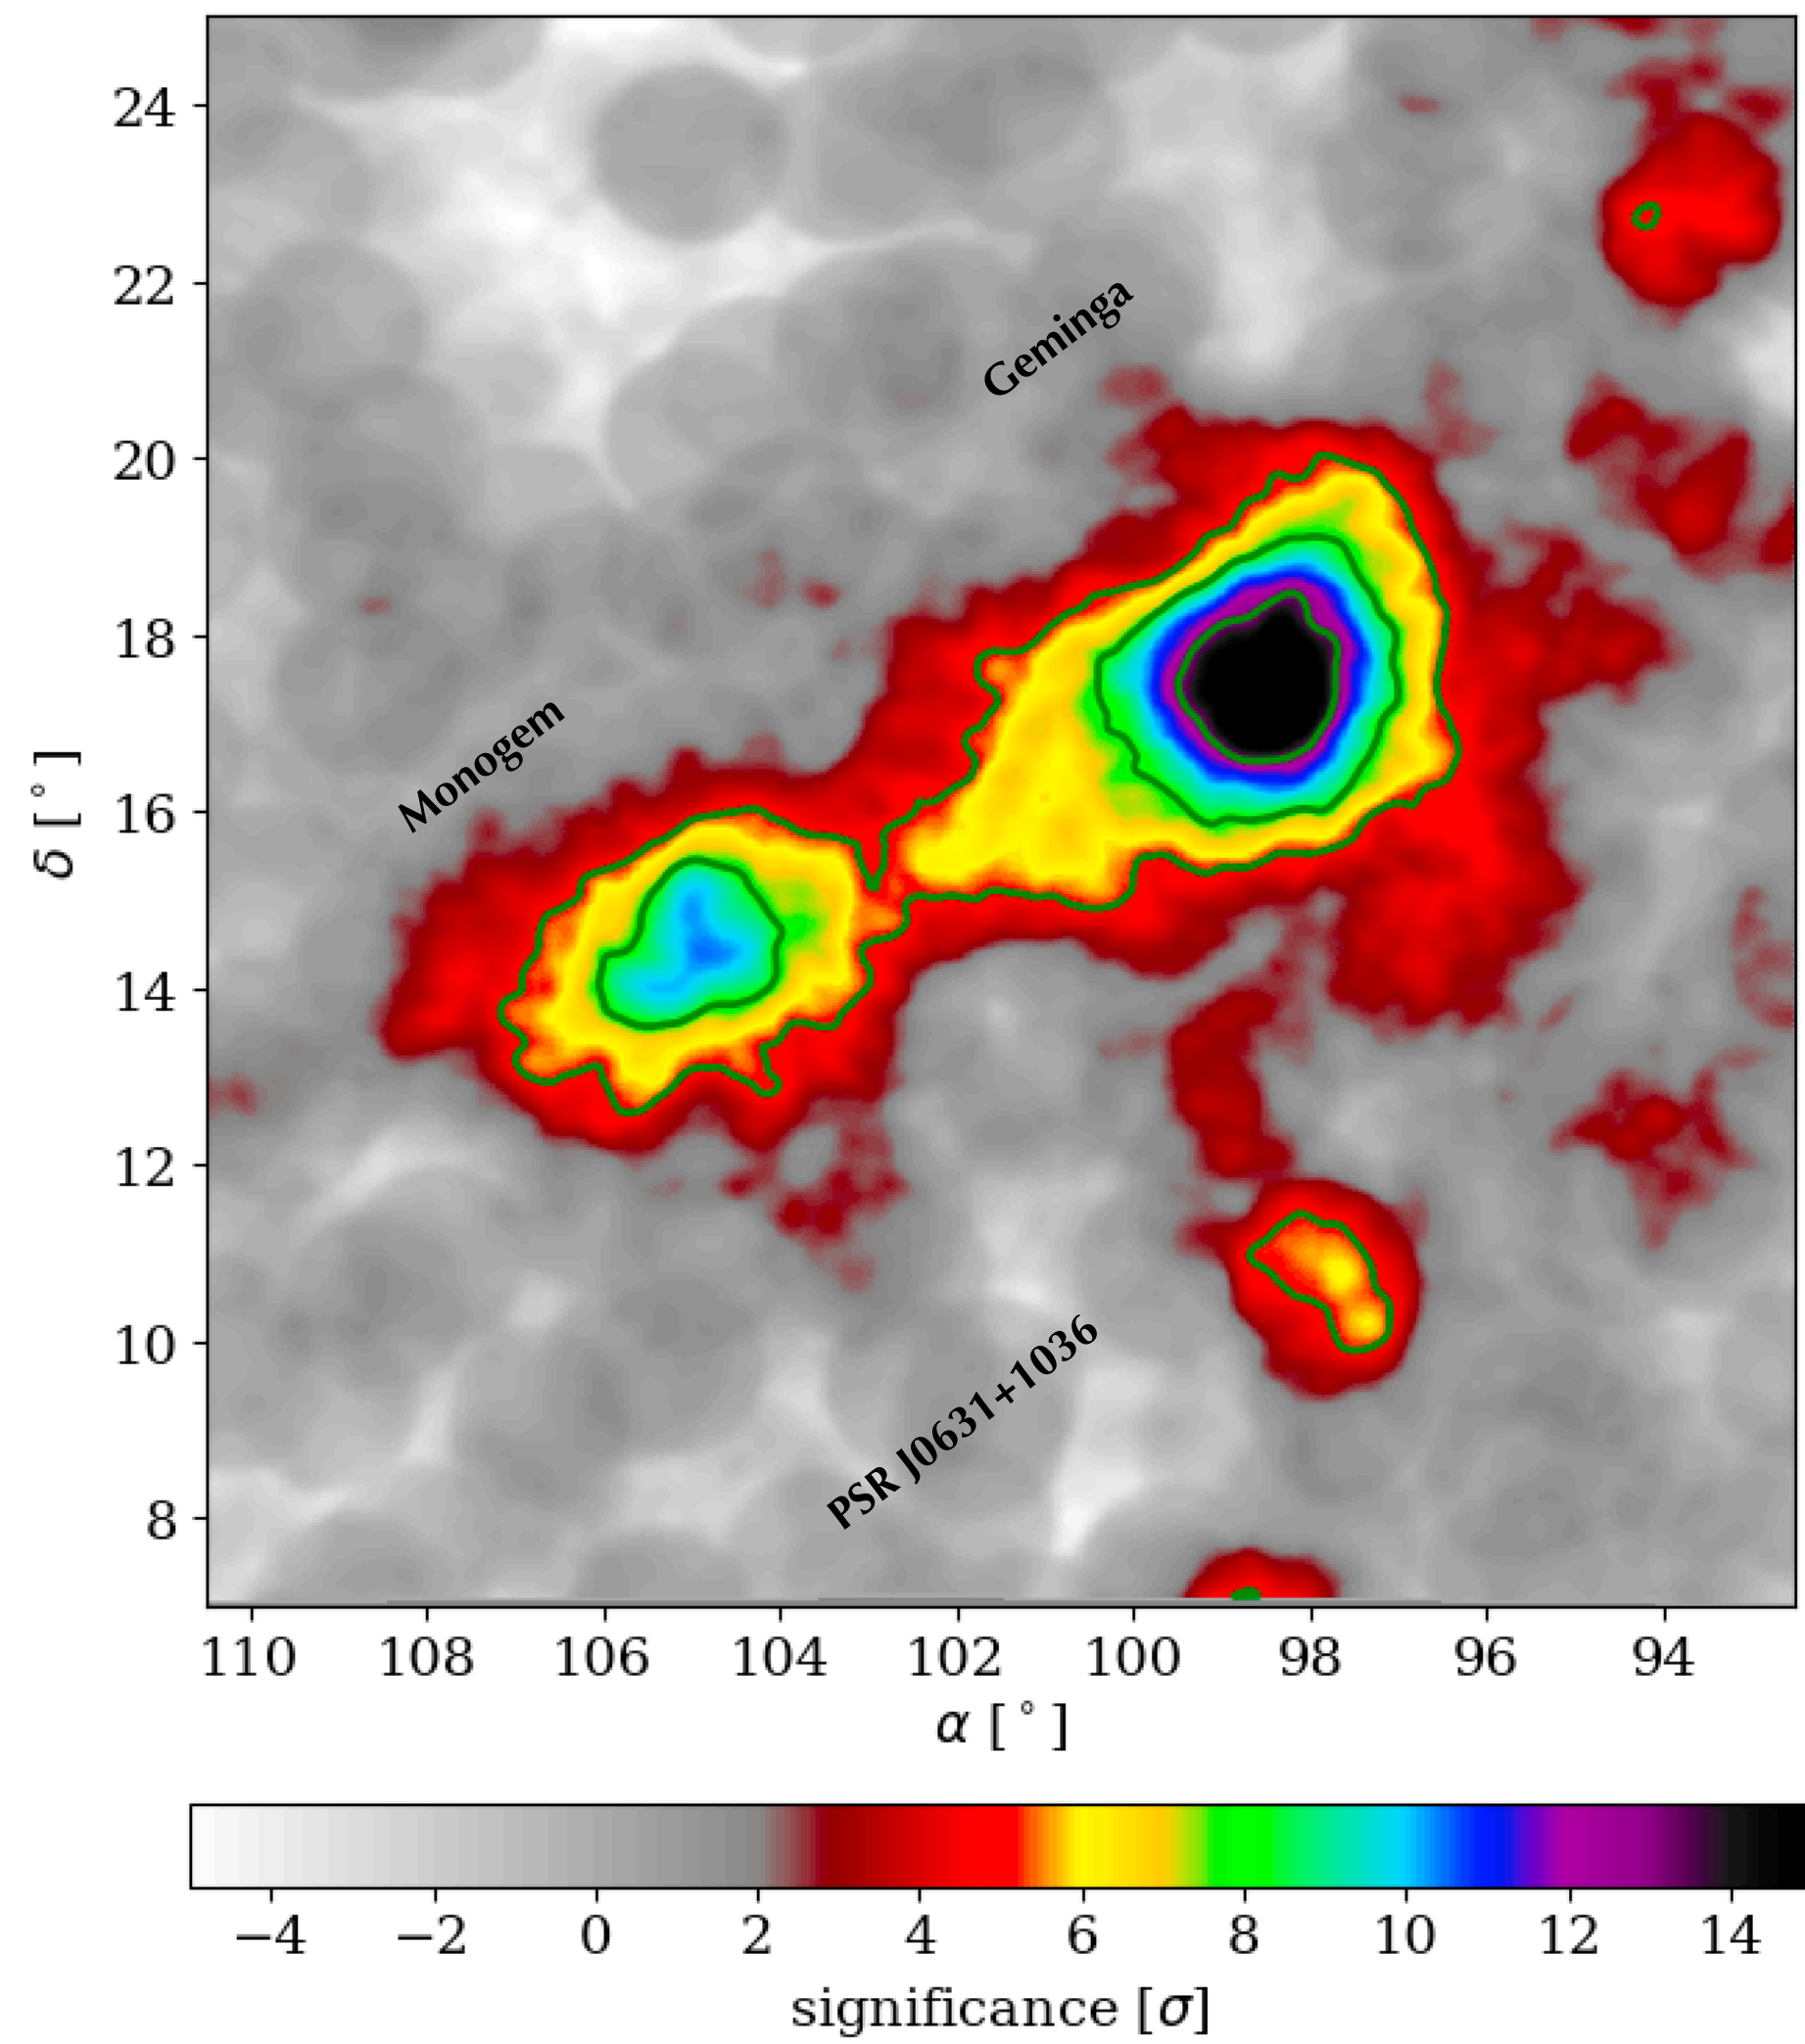 24
22
Geminga
20
18
Monogem
16
δ [°]
14
12
10
PSR J0631+1036
8
110 108 106 104 102 100 98 96 94
α [°]
−4 −2 0 2 4 6 8 10 12 14
significance [σ]